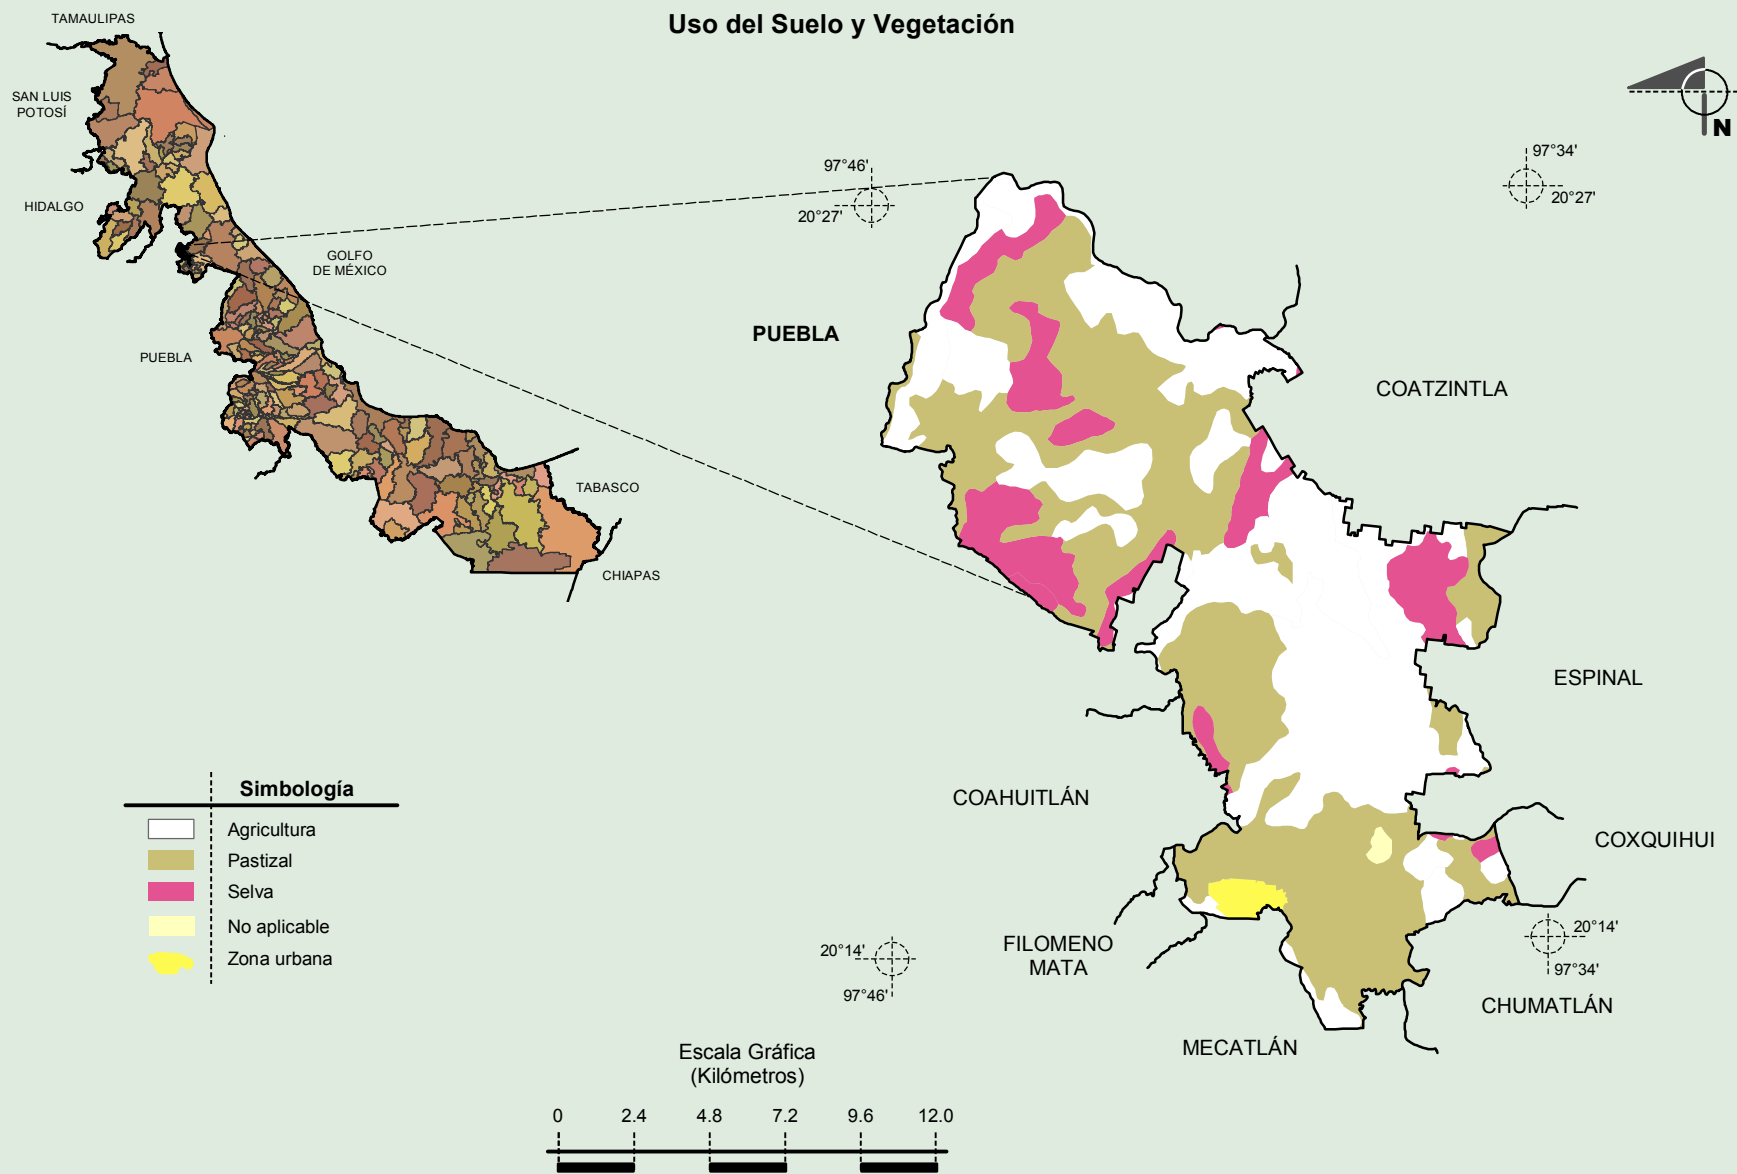 Uso del Suelo y Vegetación
TAMAULIPAS
SAN LUIS
POTOSÍ
HIDALGO
GOLFO
DE MÉXICO
PUEBLA
TABASCO
CHIAPAS
N
97°46'
20°27'
97°34'
20°27'
PUEBLA
COATZINTLA
ESPINAL
COAHUITLÁN
COXQUIHUI
FILOMENO
MATA
CHUMATLÁN
MECATLÁN
20°14'
97°46'
20°14'
97°34'
Simbología
Agricultura
Pastizal
Selva
No aplicable
Zona urbana
Escala Gráfica
(Kilómetros)
0 2.4 4.8 7.2 9.6 12.0